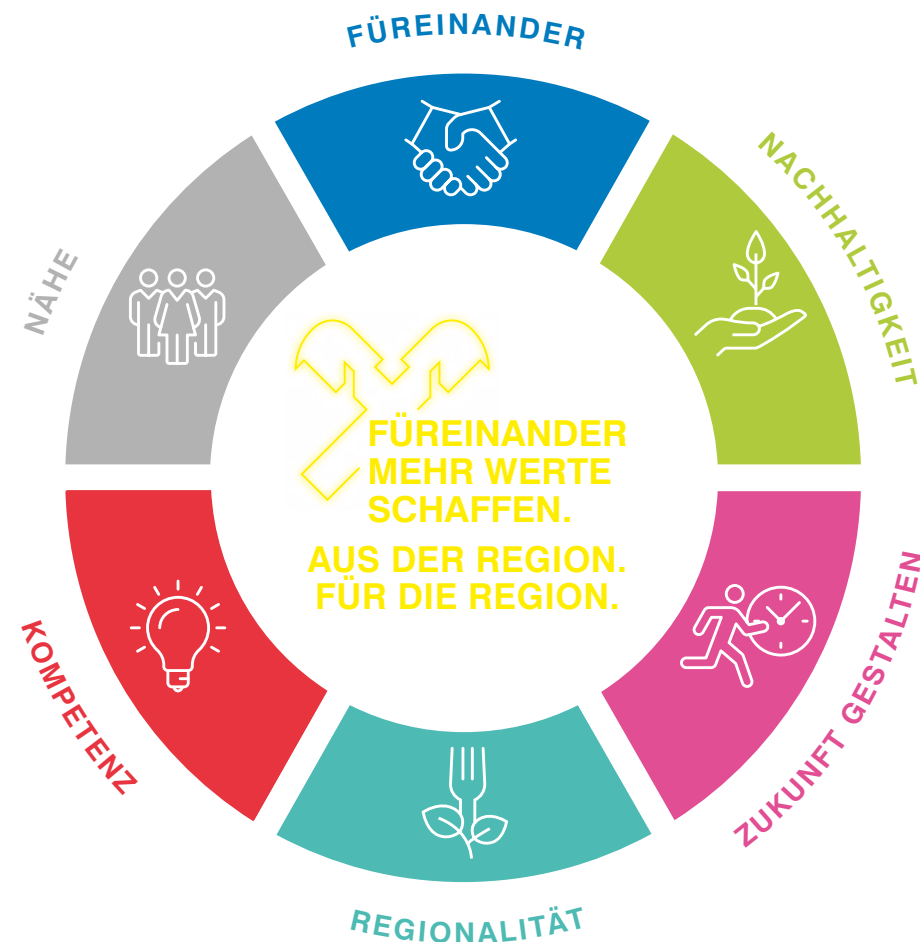 FÜREINANDER
NACHHALTIGKEIT
ZUKUNFT GESTALTEN
REGIONALITÄT
KOMPETENZ
NÄHE
FÜREINANDER
MEHR WERTE
SCHAFFEN.
AUS DER REGION.
FÜR DIE REGION.